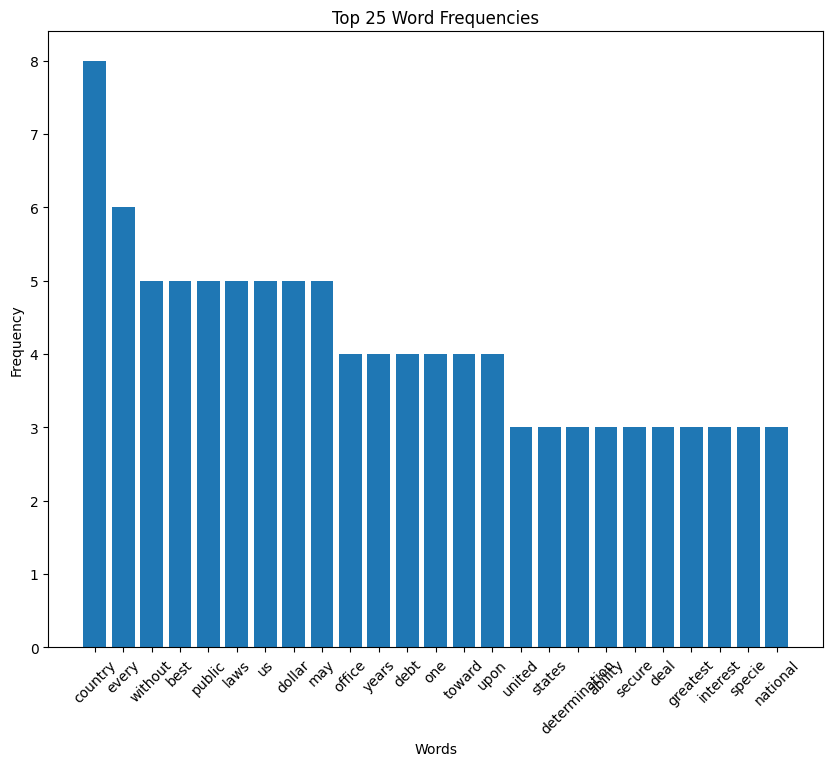 Top 25 Word Frequencies
Frequency
8
7
6
5
4
3
2
1
0
country every without best public laws us dollar may office years debt one toward upon united states determination ability secure deal greatest interest specie national
Words